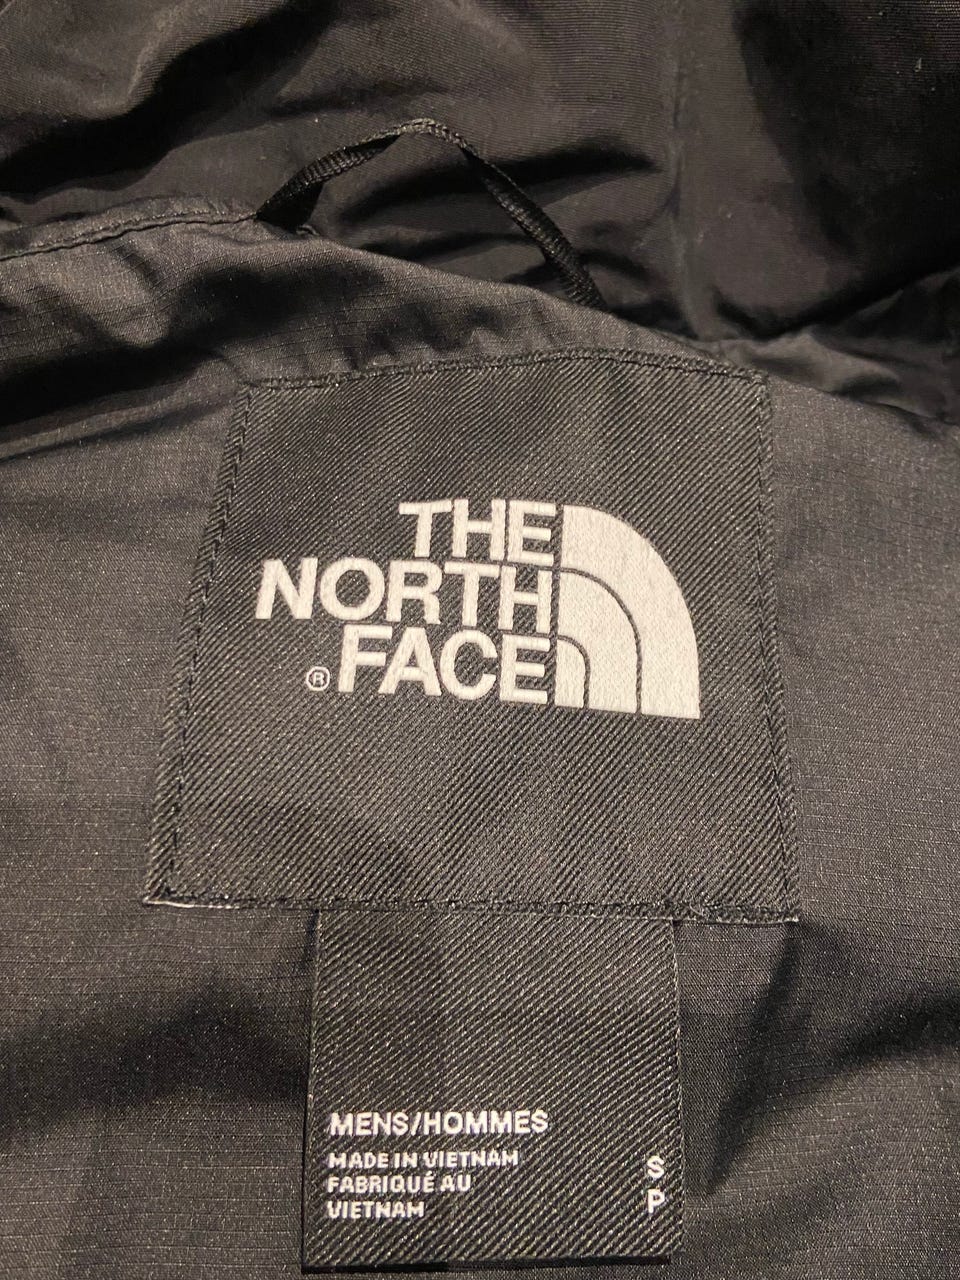 THE
NORTH
® FACE
MENS/HOMMES
MADE IN VIETNAM
FABRIQUÉ AU
VIETNAM
S
P